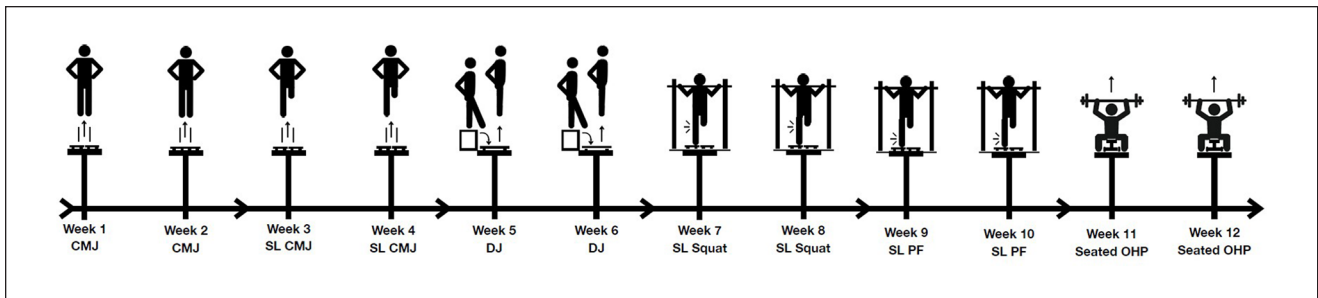 Week 1
CMJ
Week 2
CMJ
Week 3
SL CMJ
Week 4
SL CMJ
Week 5
DJ
Week 6
DJ
Week 7
SL Squat
Week 8
SL Squat
Week 9
SL PF
Week 10
SL PF
Week 11
Seated OHP
Week 12
Seated OHP